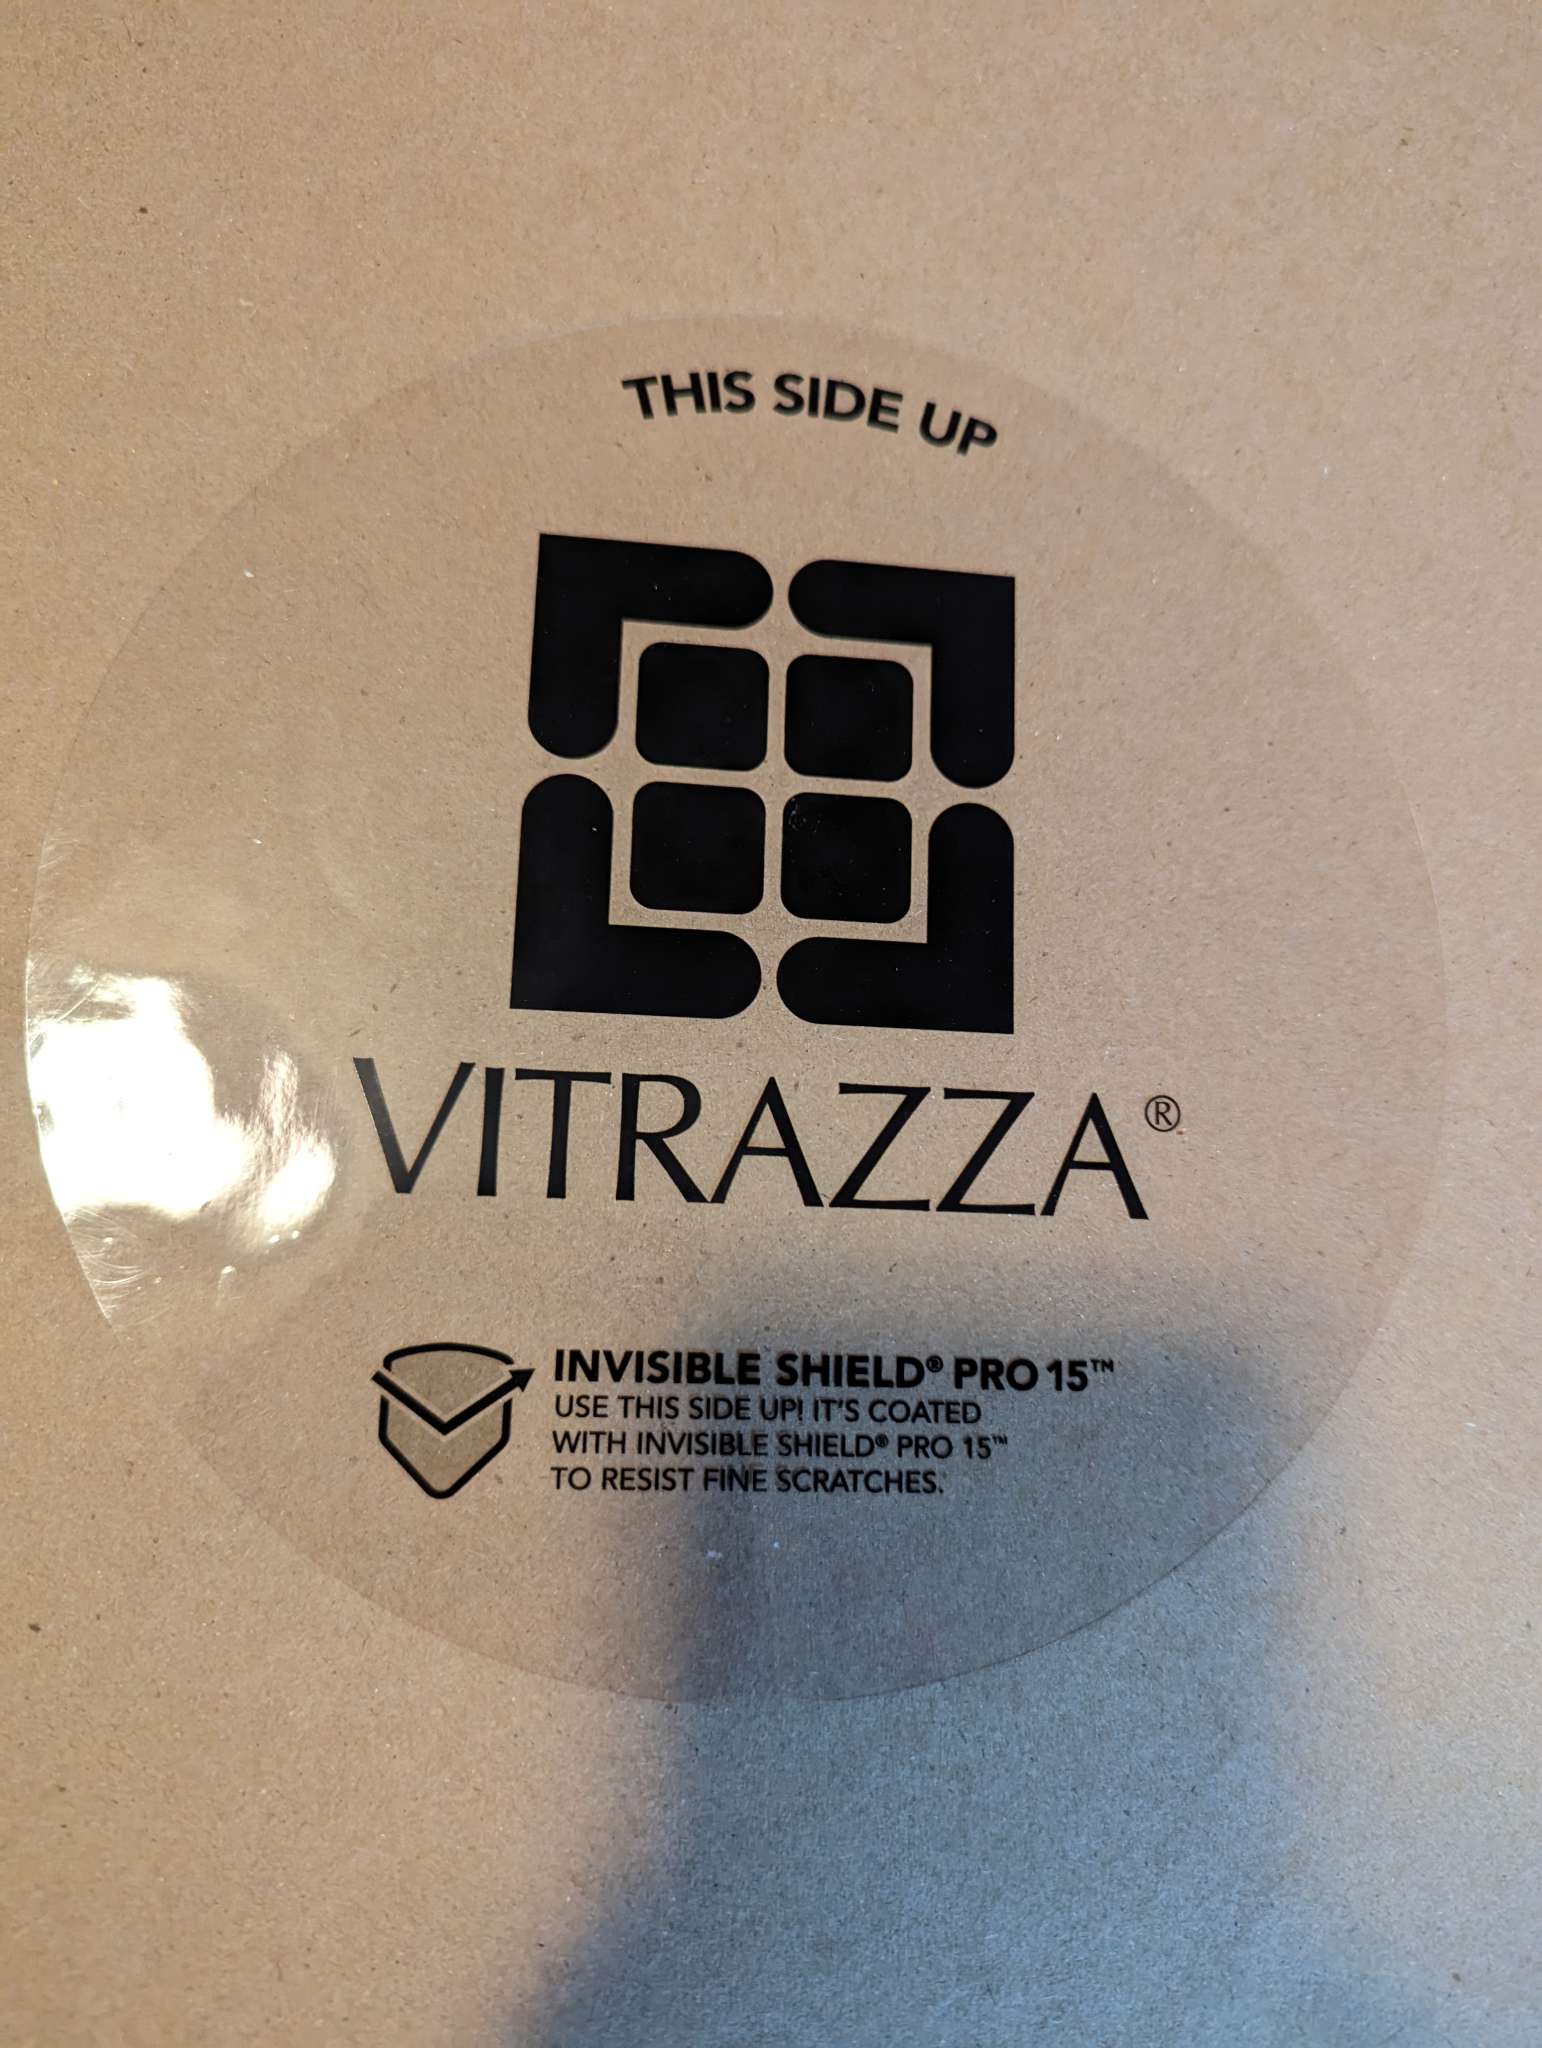 THIS SIDE UP
VITRAZZA®
INVISIBLE SHIELD® PRO 15™
USE THIS SIDE UP! IT'S COATED
WITH INVISIBLE SHIELD® PRO 15™
TO RESIST FINE SCRATCHES.